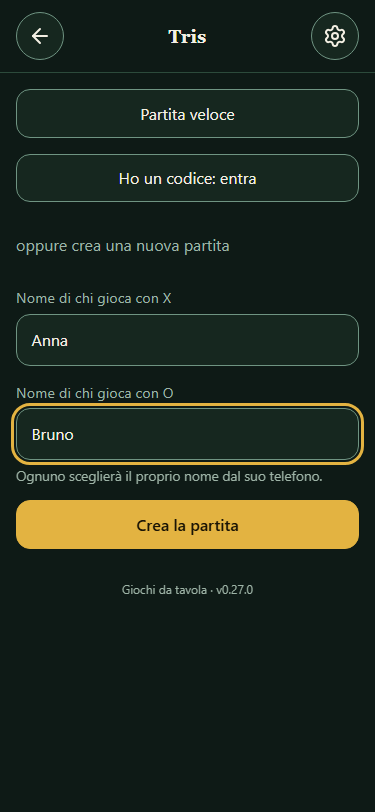 Tris
Partita veloce
Ho un codice: entra
oppure crea una nuova partita
Nome di chi gioca con X
Anna
Nome di chi gioca con O
Bruno
Ognuno sceglierà il proprio nome dal suo telefono.
Crea la partita
Giochi da tavola · v0.27.0